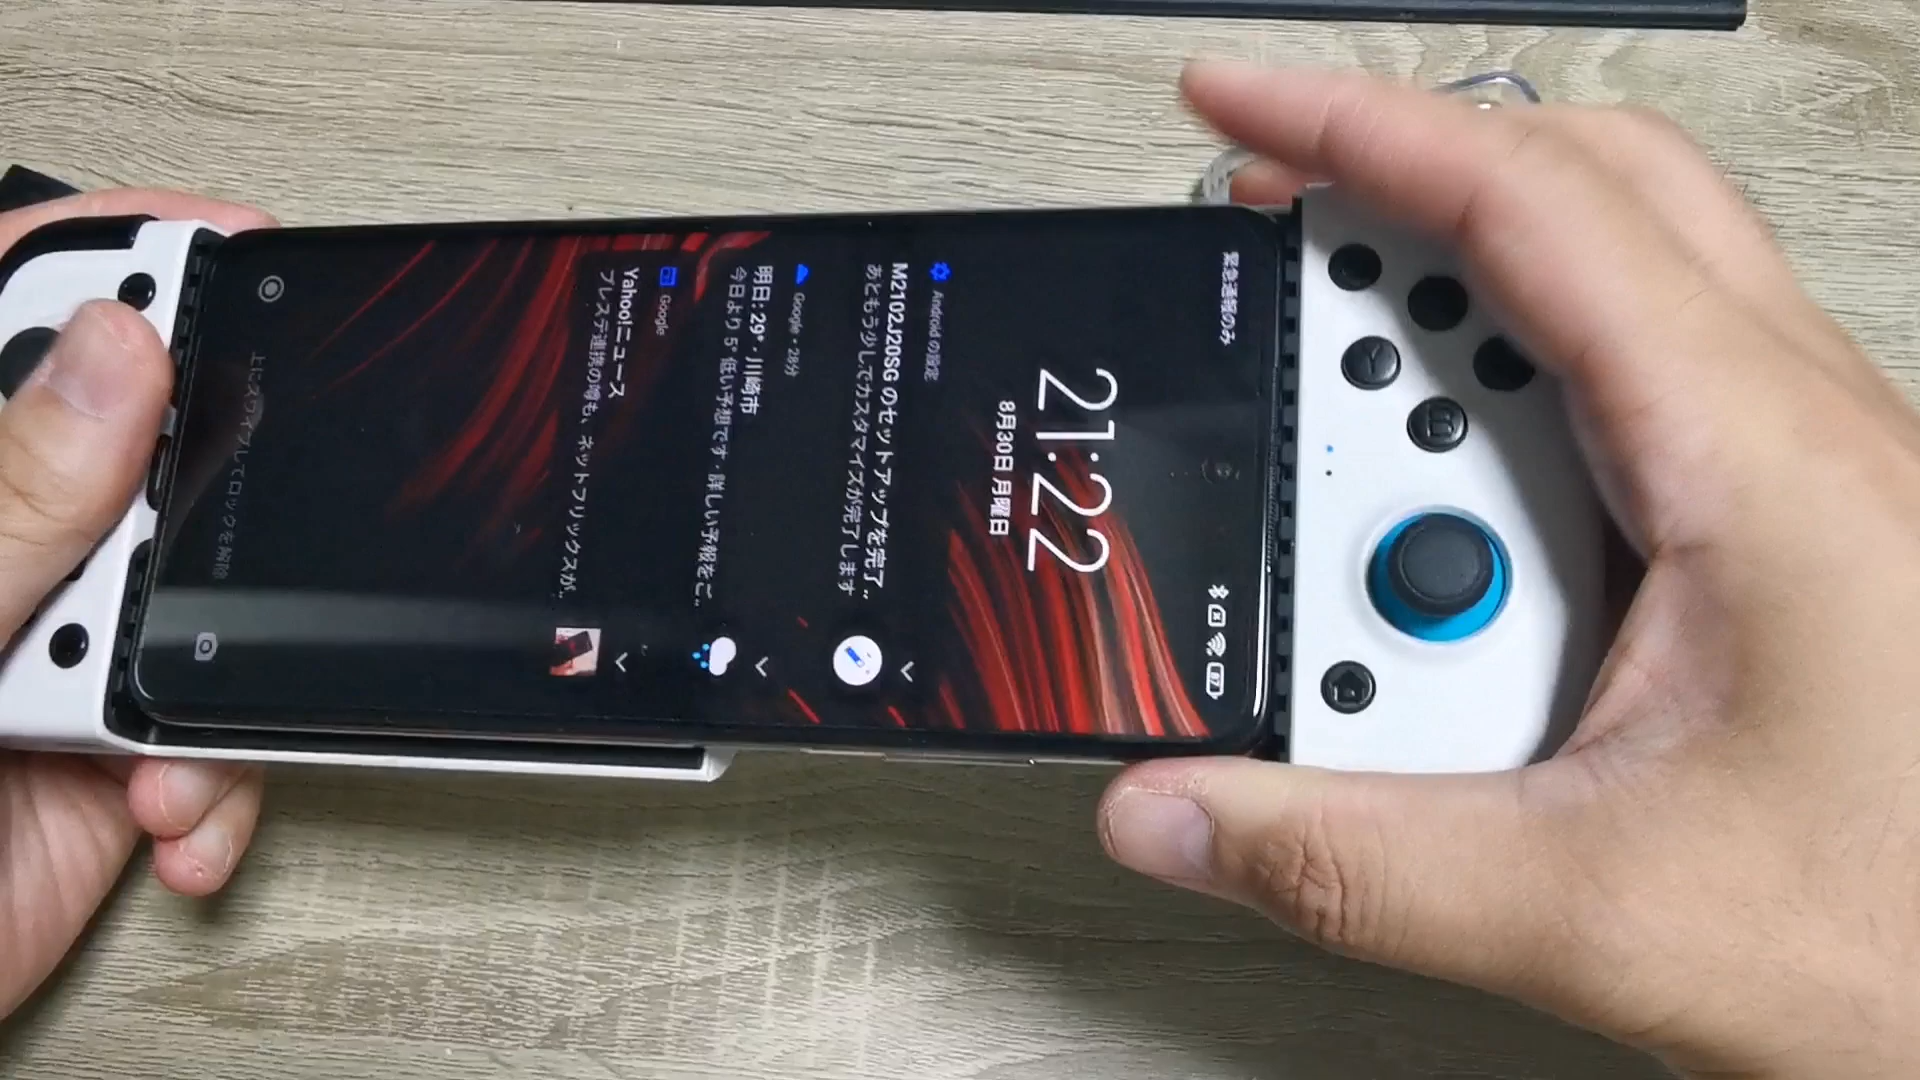 緊急通報のみ
87
21:22
8月30日 月曜日
Android の設定
M2102J20SG のセットアップを完了..
あともう少しでカスタマイズが完了します
Google・28分
明日: 29°・川崎市
今日より 5° 低い予想です・詳しい予報をご..
Google
Yahoo!ニュース
プレステ連携の噂も、ネットフリックスが..
上にスワイプしてロックを解除
Y